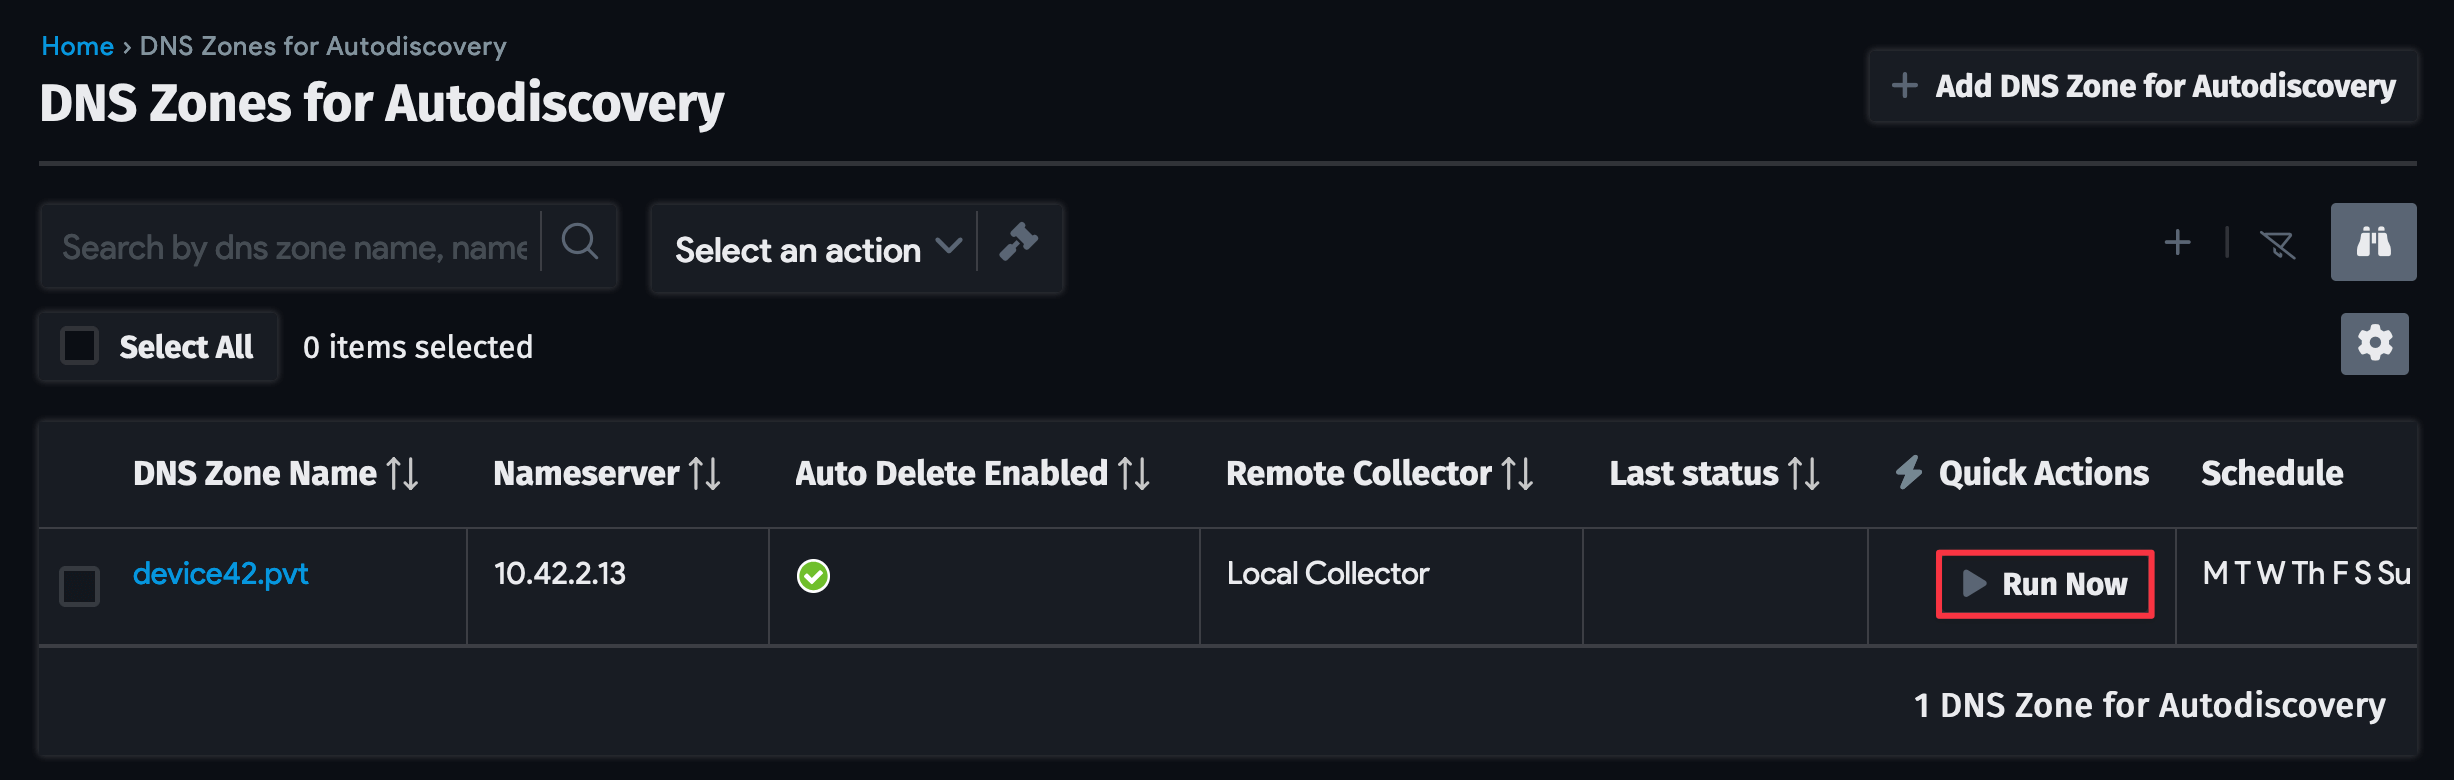 Home › DNS Zones for Autodiscovery
DNS Zones for Autodiscovery
Add DNS Zone for Autodiscovery
Search by dns zone name, name
Select an action
Select All
0 items selected
DNS Zone Name Nameserver Auto Delete Enabled Remote Collector Last status Quick Actions Schedule
device42.pvt 10.42.2.13 Local Collector Run Now M T W Th F S Su
1 DNS Zone for Autodiscovery